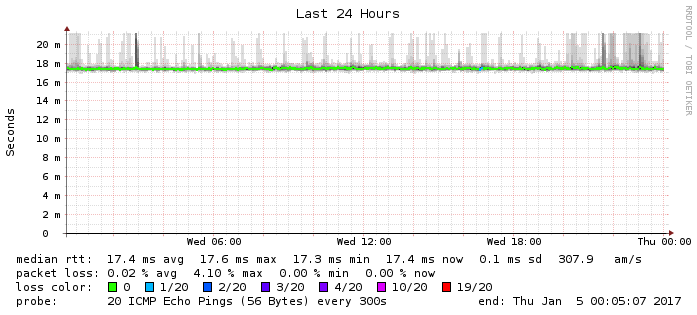 Last 24 Hours
RRDTOOL / TOBI OETIKER
Seconds
20 m
18 m
16 m
14 m
12 m
10 m
8 m
6 m
4 m
2 m
0
Wed 06:00 Wed 12:00 Wed 18:00 Thu 00:00
median rtt: 17.4 ms avg 17.6 ms max 17.3 ms min 17.4 ms now 0.1 ms sd 307.9 am/s
packet loss: 0.02 % avg 4.10 % max 0.00 % min 0.00 % now
loss color: 0 1/20 2/20 3/20 4/20 10/20 19/20
probe: 20 ICMP Echo Pings (56 Bytes) every 300s end: Thu Jan 5 00:05:07 2017